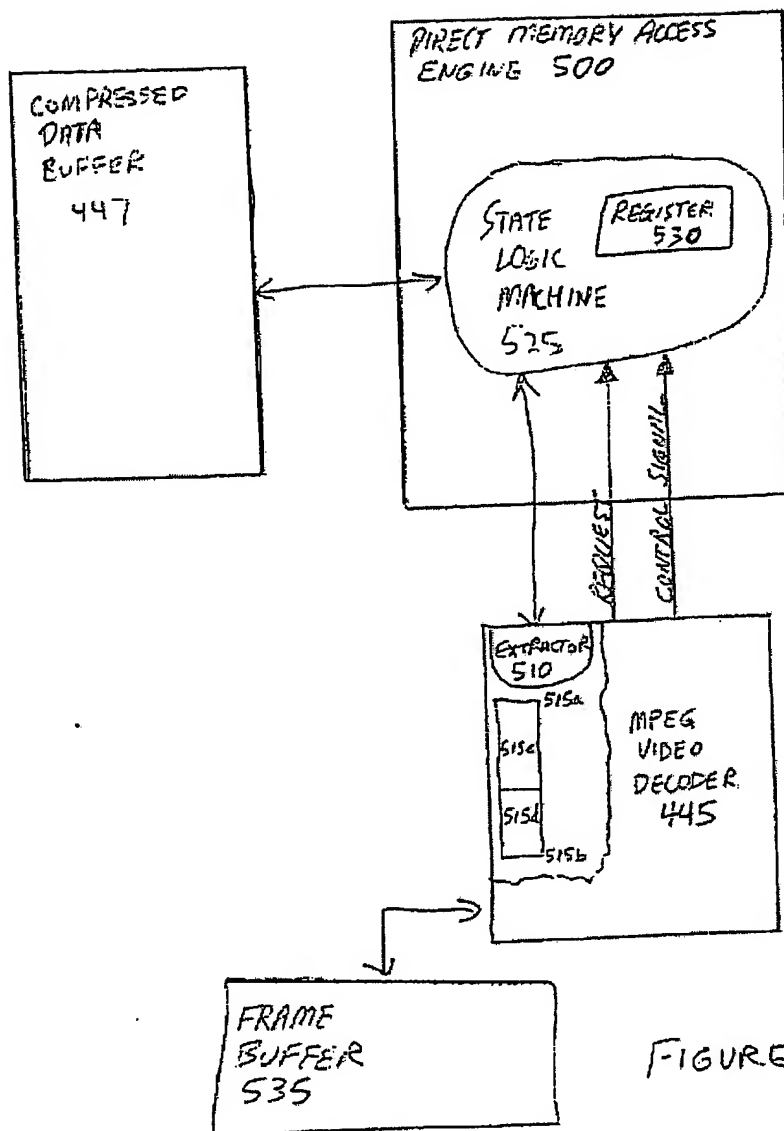 DIRECT MEMORY ACCESS
ENGINE 500
COMPRESSED
DATA
BUFFER
447
STATE
LOGIC
MACHINE
525
REGISTER
530
REQUEST
CONTROL SIGNAL
EXTRACTOR
510
515a
515c
515d
515b
MPEG
VIDEO
DECODER
445
FRAME
BUFFER
535
FIGURE